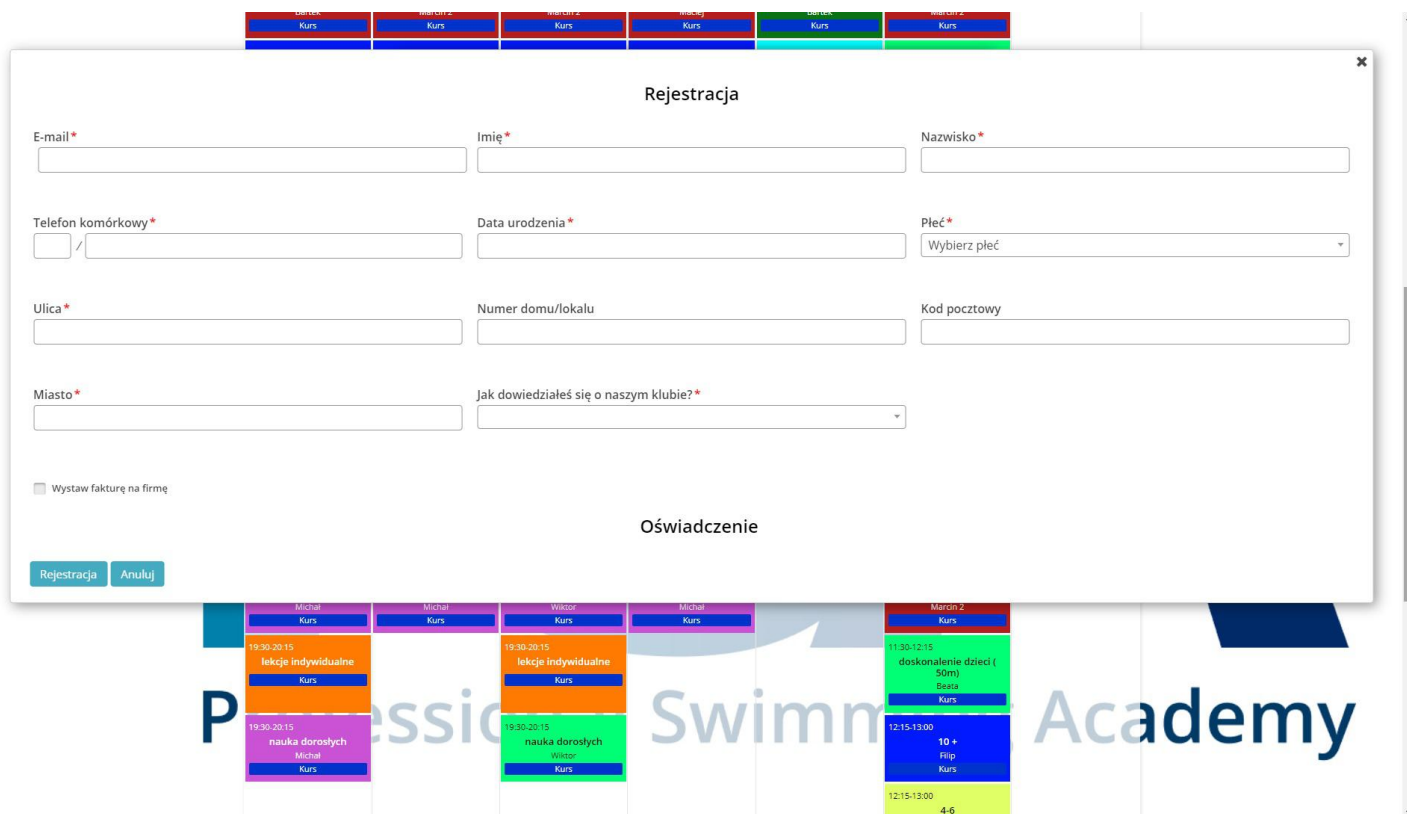 Bartek Marcin 2 Marcin 2 Maciej Bartek Marcin 2
Kurs Kurs Kurs Kurs Kurs Kurs
✖
Rejestracja
E-mail* Imię* Nazwisko*
Telefon komórkowy* Data urodzenia* Płeć*
/ Wybierz płeć
Ulica* Numer domu/lokalu Kod pocztowy
Miasto* Jak dowiedziałeś się o naszym klubie?*
Wystaw fakturę na firmę
Oświadczenie
Rejestracja Anuluj
Michał Michał Wiktor Michał Marcin 2
Kurs Kurs Kurs Kurs Kurs
19:30-20:15 19:30-20:15 11:30-12:15
lekcje indywidualne lekcje indywidualne doskonalenie dzieci (
50m)
Kurs Kurs Beata
Kurs
P essio Swimm Academy
19:30-20:15 19:30-20:15 12:15-13:00
nauka dorosłych nauka dorosłych 10 +
Michał Wiktor Filip
Kurs Kurs Kurs
12:15-13:00
4-6